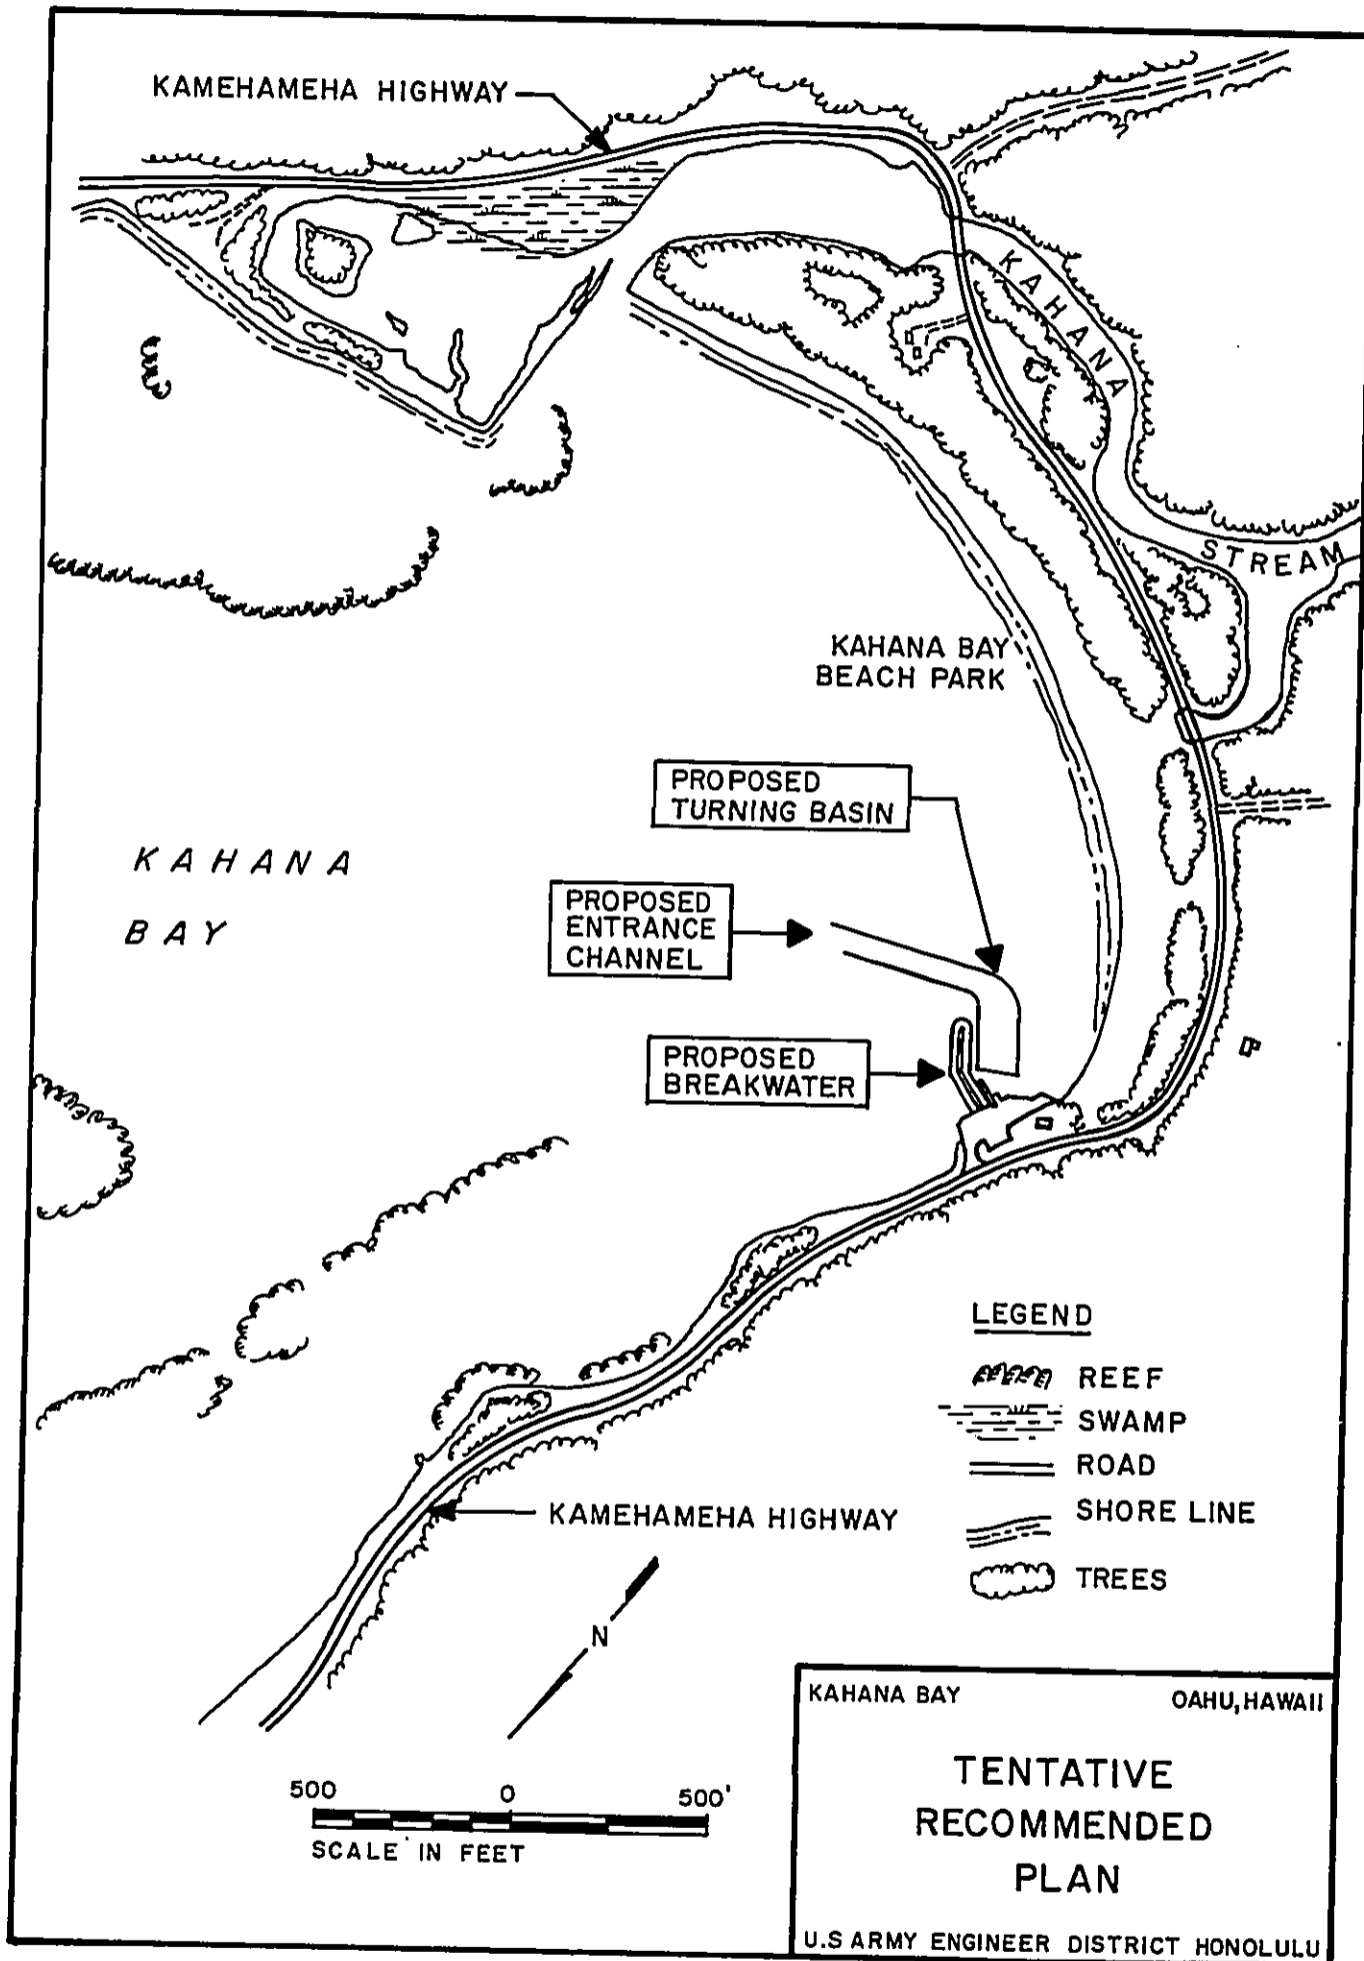 KAMEHAMEHA HIGHWAY
KAHANA
STREAM
KAHANA BAY
BEACH PARK
PROPOSED
TURNING BASIN
KAHANA
BAY
PROPOSED
ENTRANCE
CHANNEL
PROPOSED
BREAKWATER
LEGEND
REEF
SWAMP
ROAD
SHORE LINE
TREES
KAMEHAMEHA HIGHWAY
N
500 0 500'
SCALE IN FEET
KAHANA BAY OAHU, HAWAII
TENTATIVE
RECOMMENDED
PLAN
U.S ARMY ENGINEER DISTRICT HONOLULU